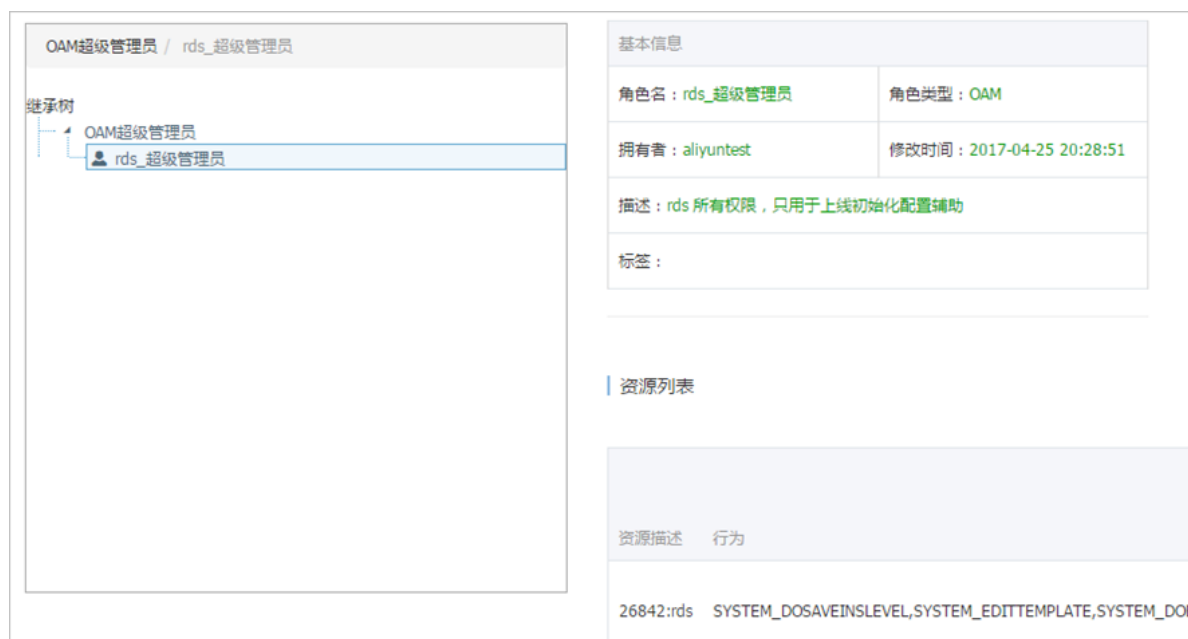 OAM超级管理员 / rds_超级管理员
继承树
OAM超级管理员
rds_超级管理员
基本信息
角色名：rds_超级管理员 角色类型：OAM
拥有者：aliyuntest 修改时间：2017-04-25 20:28:51
描述：rds 所有权限，只用于上线初始化配置辅助
标签：
资源列表
资源描述 行为
26842:rds SYSTEM_DOSAVEINSLEVEL,SYSTEM_EDITTEMPLATE,SYSTEM_DO